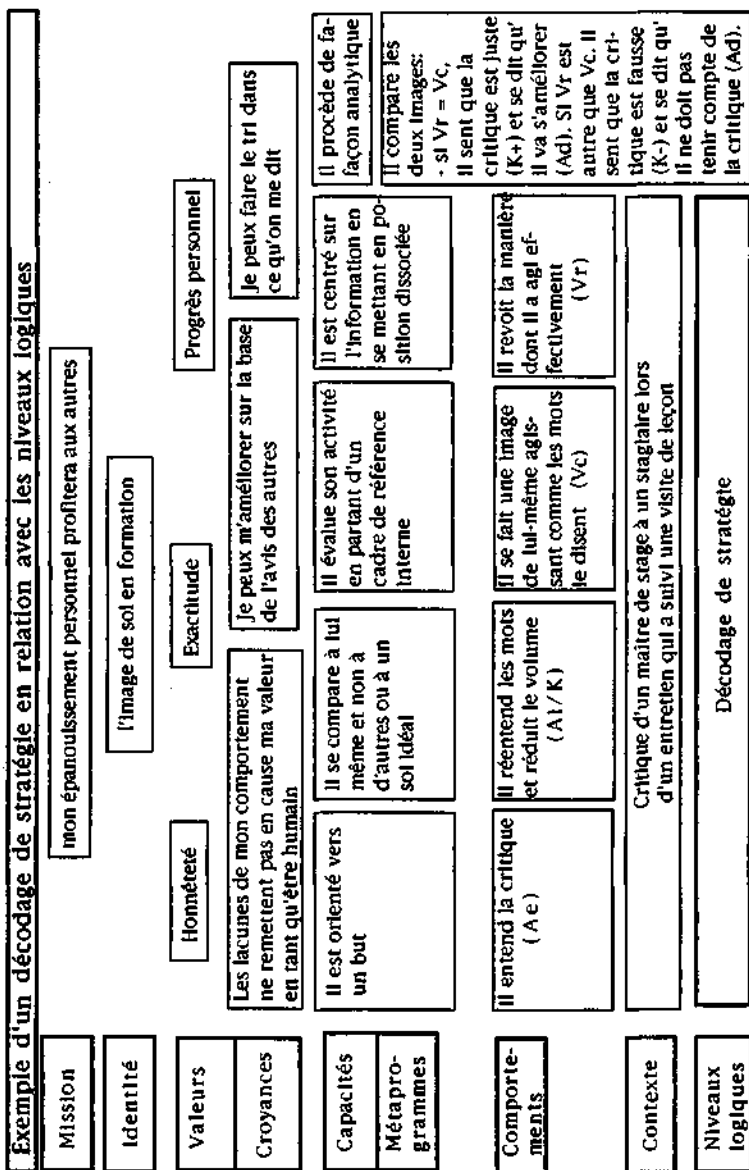 Exemple d'un décodage de stratégie en relation avec les niveaux logiques
Mission
mon épanouissement personnel profitera aux autres
Identité
l'image de soi en formation
Valeurs
Honnêteté
Exactitude
Progrès personnel
Croyances
Les lacunes de mon comportement
ne remettent pas en cause ma valeur
en tant qu'être humain
Je peux m'améliorer sur la base
de l'avis des autres
Je peux faire le tri dans
ce qu'on me dit
Capacités
Métapro-
grammes
Il est orienté vers
un but
Il se compare à lui
même et non à
d'autres ou à un
soi idéal
Il évalue son activité
en partant d'un
cadre de référence
interne
Il est centré sur
l'information en
se mettant en po-
sition dissociée
Il procède de fa-
façon analytique
Comporte-
ments
Il entend la critique
(Ae)
Il réentend les mots
et réduit le volume
(Ai/K)
Il se fait une image
de lui-même agis-
sant comme les mots
le disent (Vc)
Il revoit la manière
dont il a agi ef-
fectivement
(Vr)
Il compare les
deux images:
- si Vr = Vc,
il sent que la
critique est juste
(K+) et se dit qu'
il va s'améliorer
(Ad). Si Vr est
autre que Vc. il
sent que la cri-
tique est fausse
(K-) et se dit qu'
il ne doit pas
tenir compte de
la critique (Ad).
Contexte
Critique d'un maître de stage à un stagiaire lors
d'un entretien qui a suivi une visite de leçon
Niveaux
logiques
Décodage de stratégie